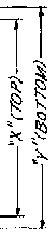 "X" (TOP)
"Y" (BOTTOM)